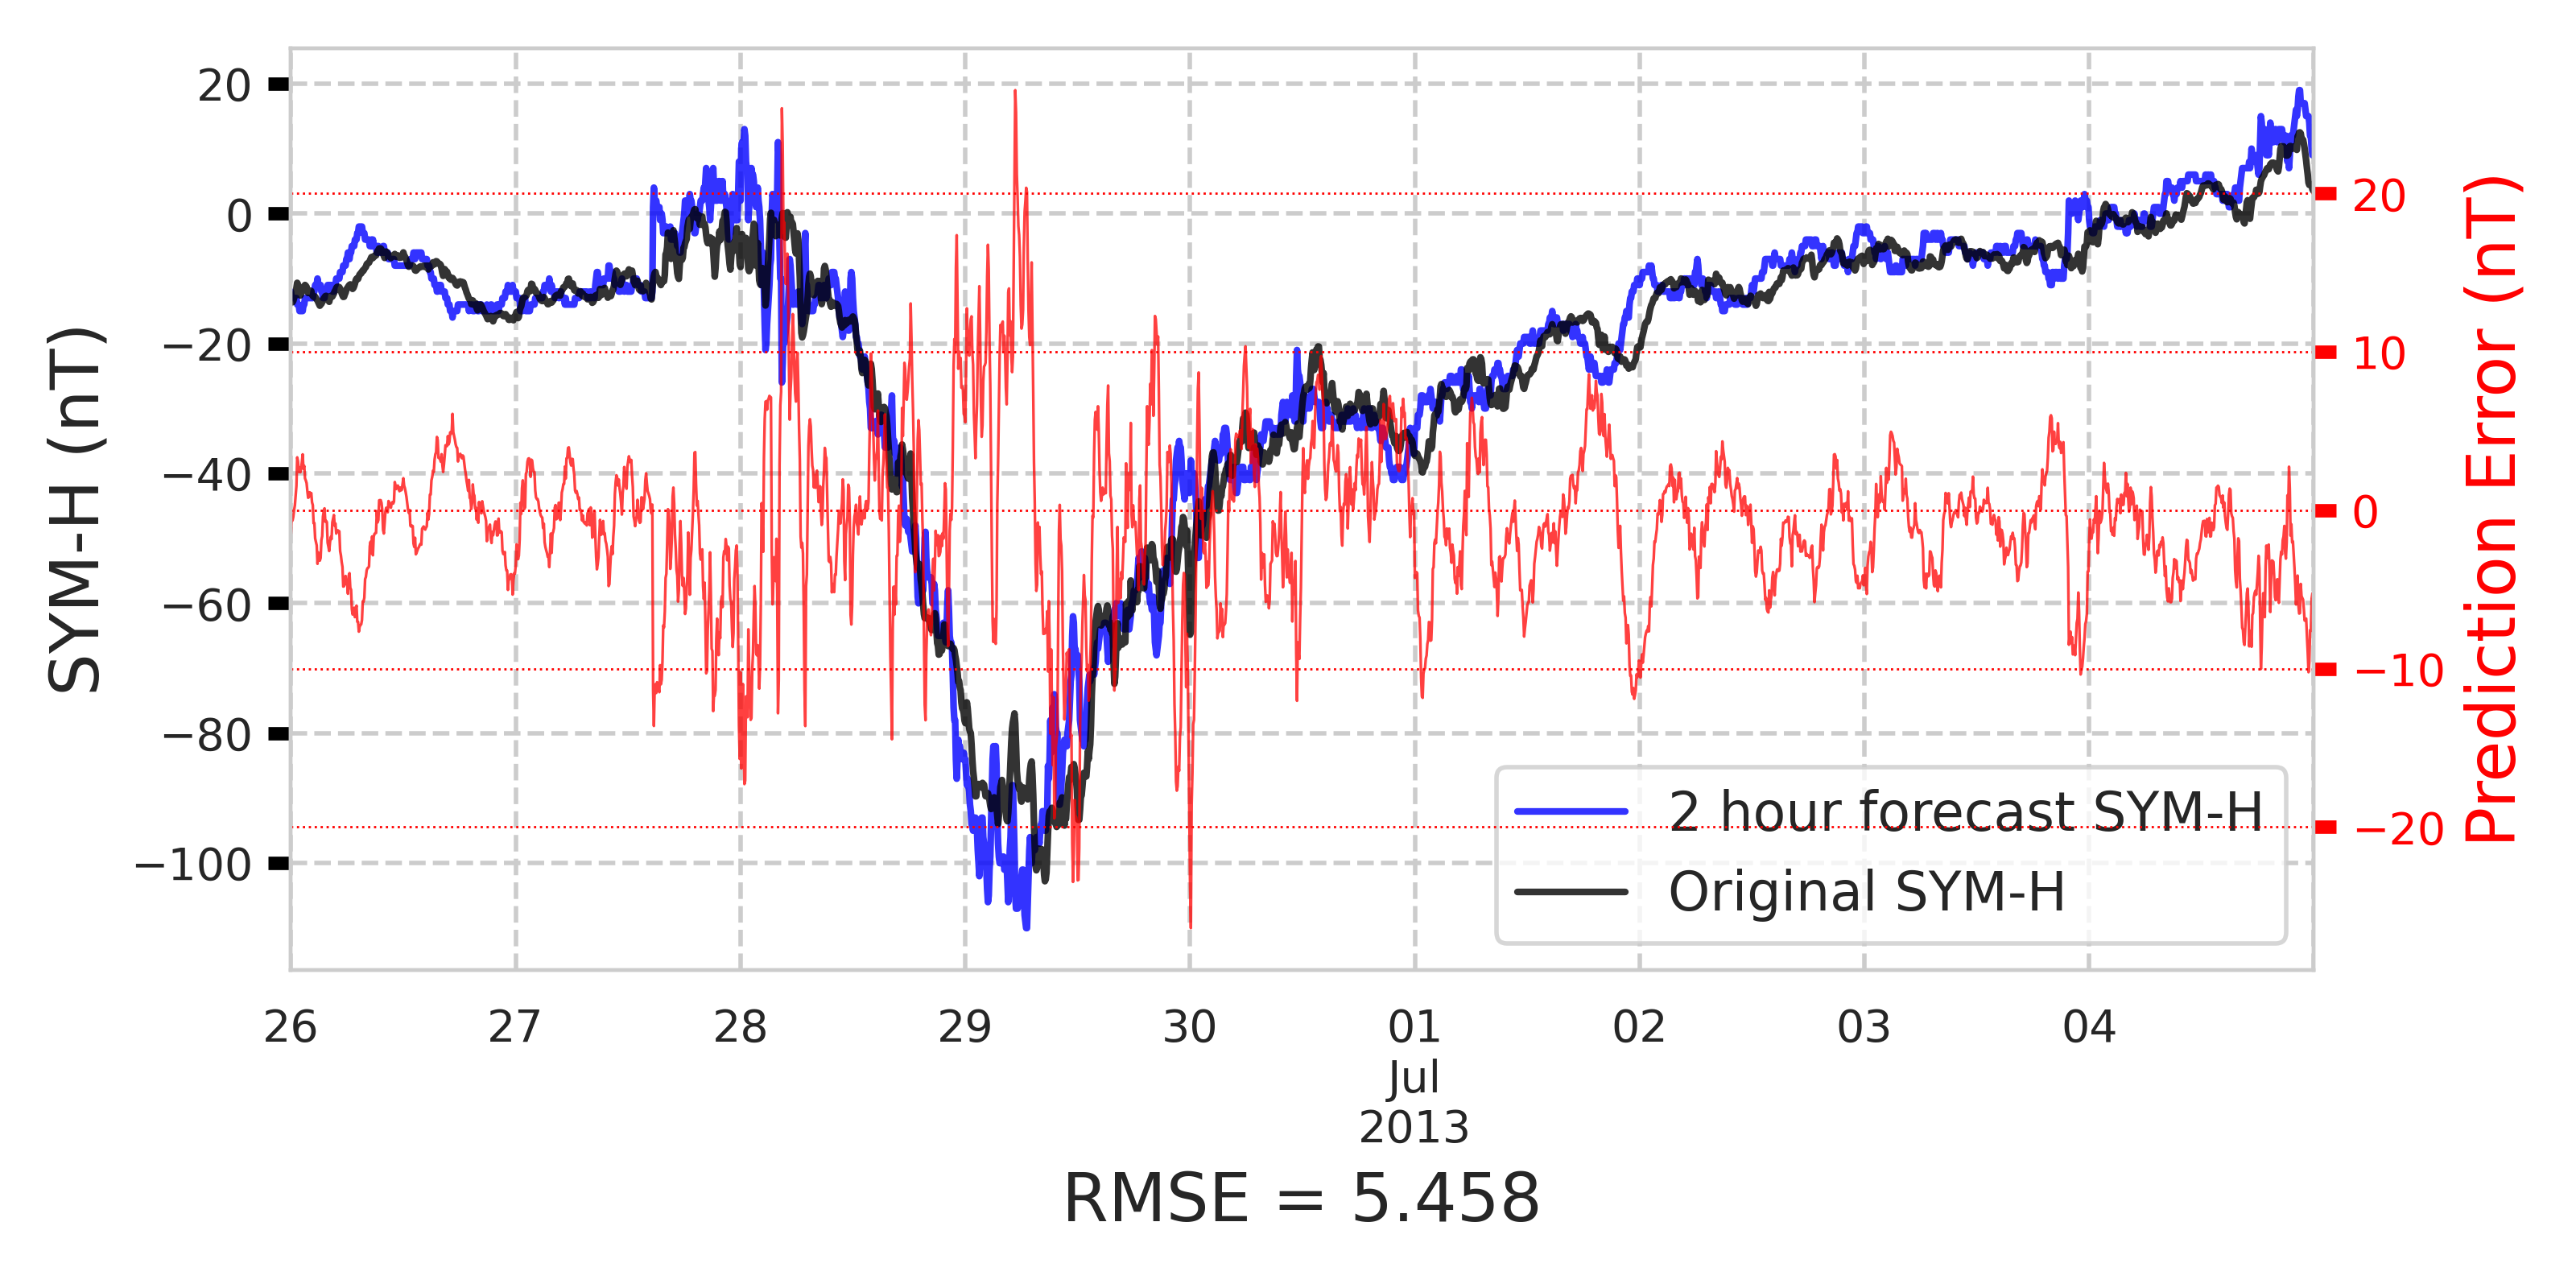 SYM-H (nT)
20
0
−20
−40
−60
−80
−100
20
10
0
−10
−20
Prediction Error (nT)
2 hour forecast SYM-H
Original SYM-H
26 27 28 29 30 01 02 03 04
Jul
2013
RMSE = 5.458